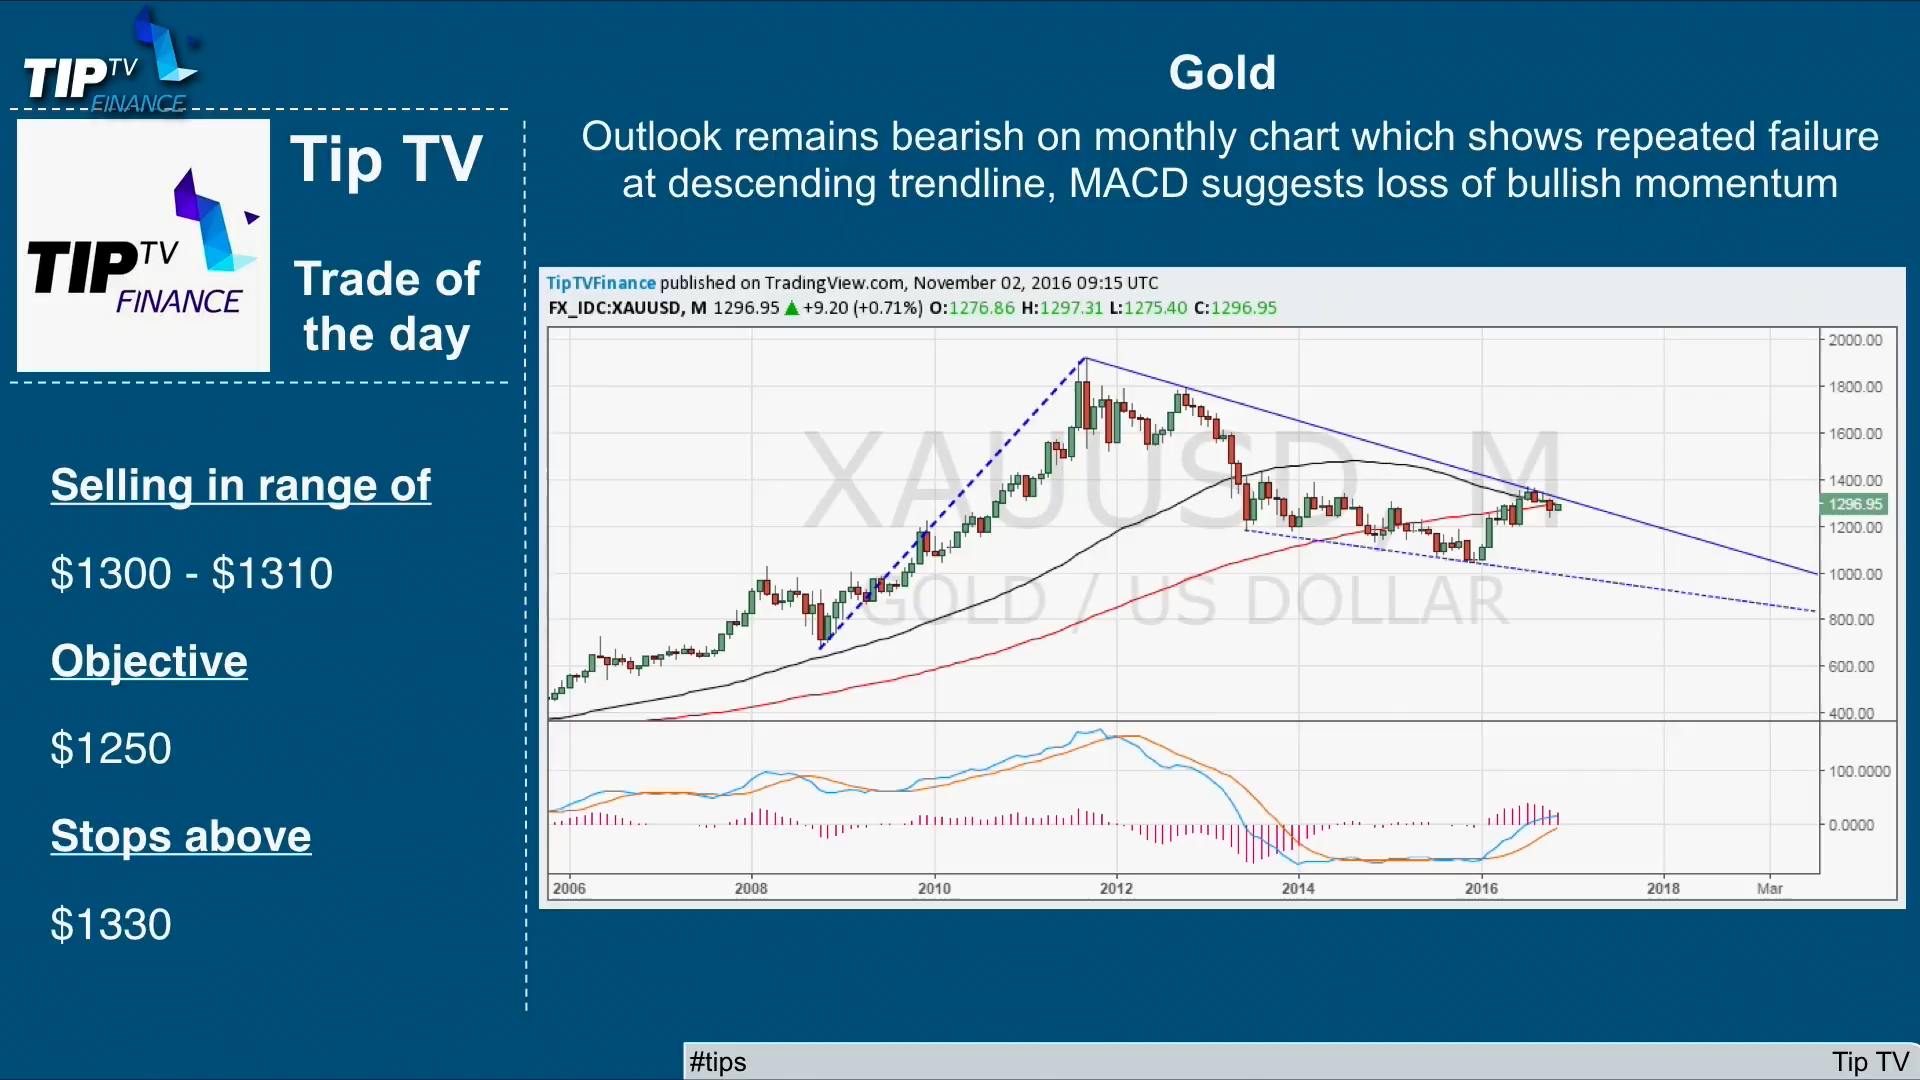 TIP TV
FINANCE
TIP TV
FINANCE
Tip TV
Trade of
the day
Selling in range of
$1300 - $1310
Objective
$1250
Stops above
$1330
Gold
Outlook remains bearish on monthly chart which shows repeated failure
at descending trendline, MACD suggests loss of bullish momentum
TipTVFinance published on TradingView.com, November 02, 2016 09:15 UTC
FX_IDC:XAUUSD, M 1296.95 ▲ +9.20 (+0.71%) O:1276.86 H:1297.31 L:1275.40 C:1296.95
XAUUSD, M
GOLD / US DOLLAR
2000.00
1800.00
1600.00
1400.00
1296.95
1200.00
1000.00
800.00
600.00
400.00
100.0000
0.0000
2006 2008 2010 2012 2014 2016 2018 Mar
#tips
Tip TV